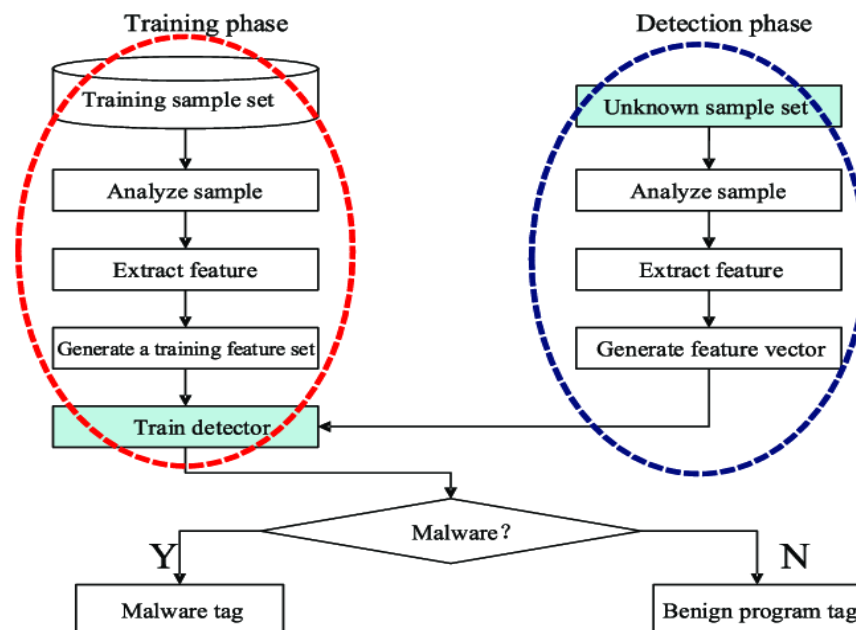 Training phase
Detection phase
Training sample set
Unknown sample set
Analyze sample
Analyze sample
Extract feature
Extract feature
Generate a training feature set
Generate feature vector
Train detector
Malware?
Y
N
Malware tag
Benign program tag